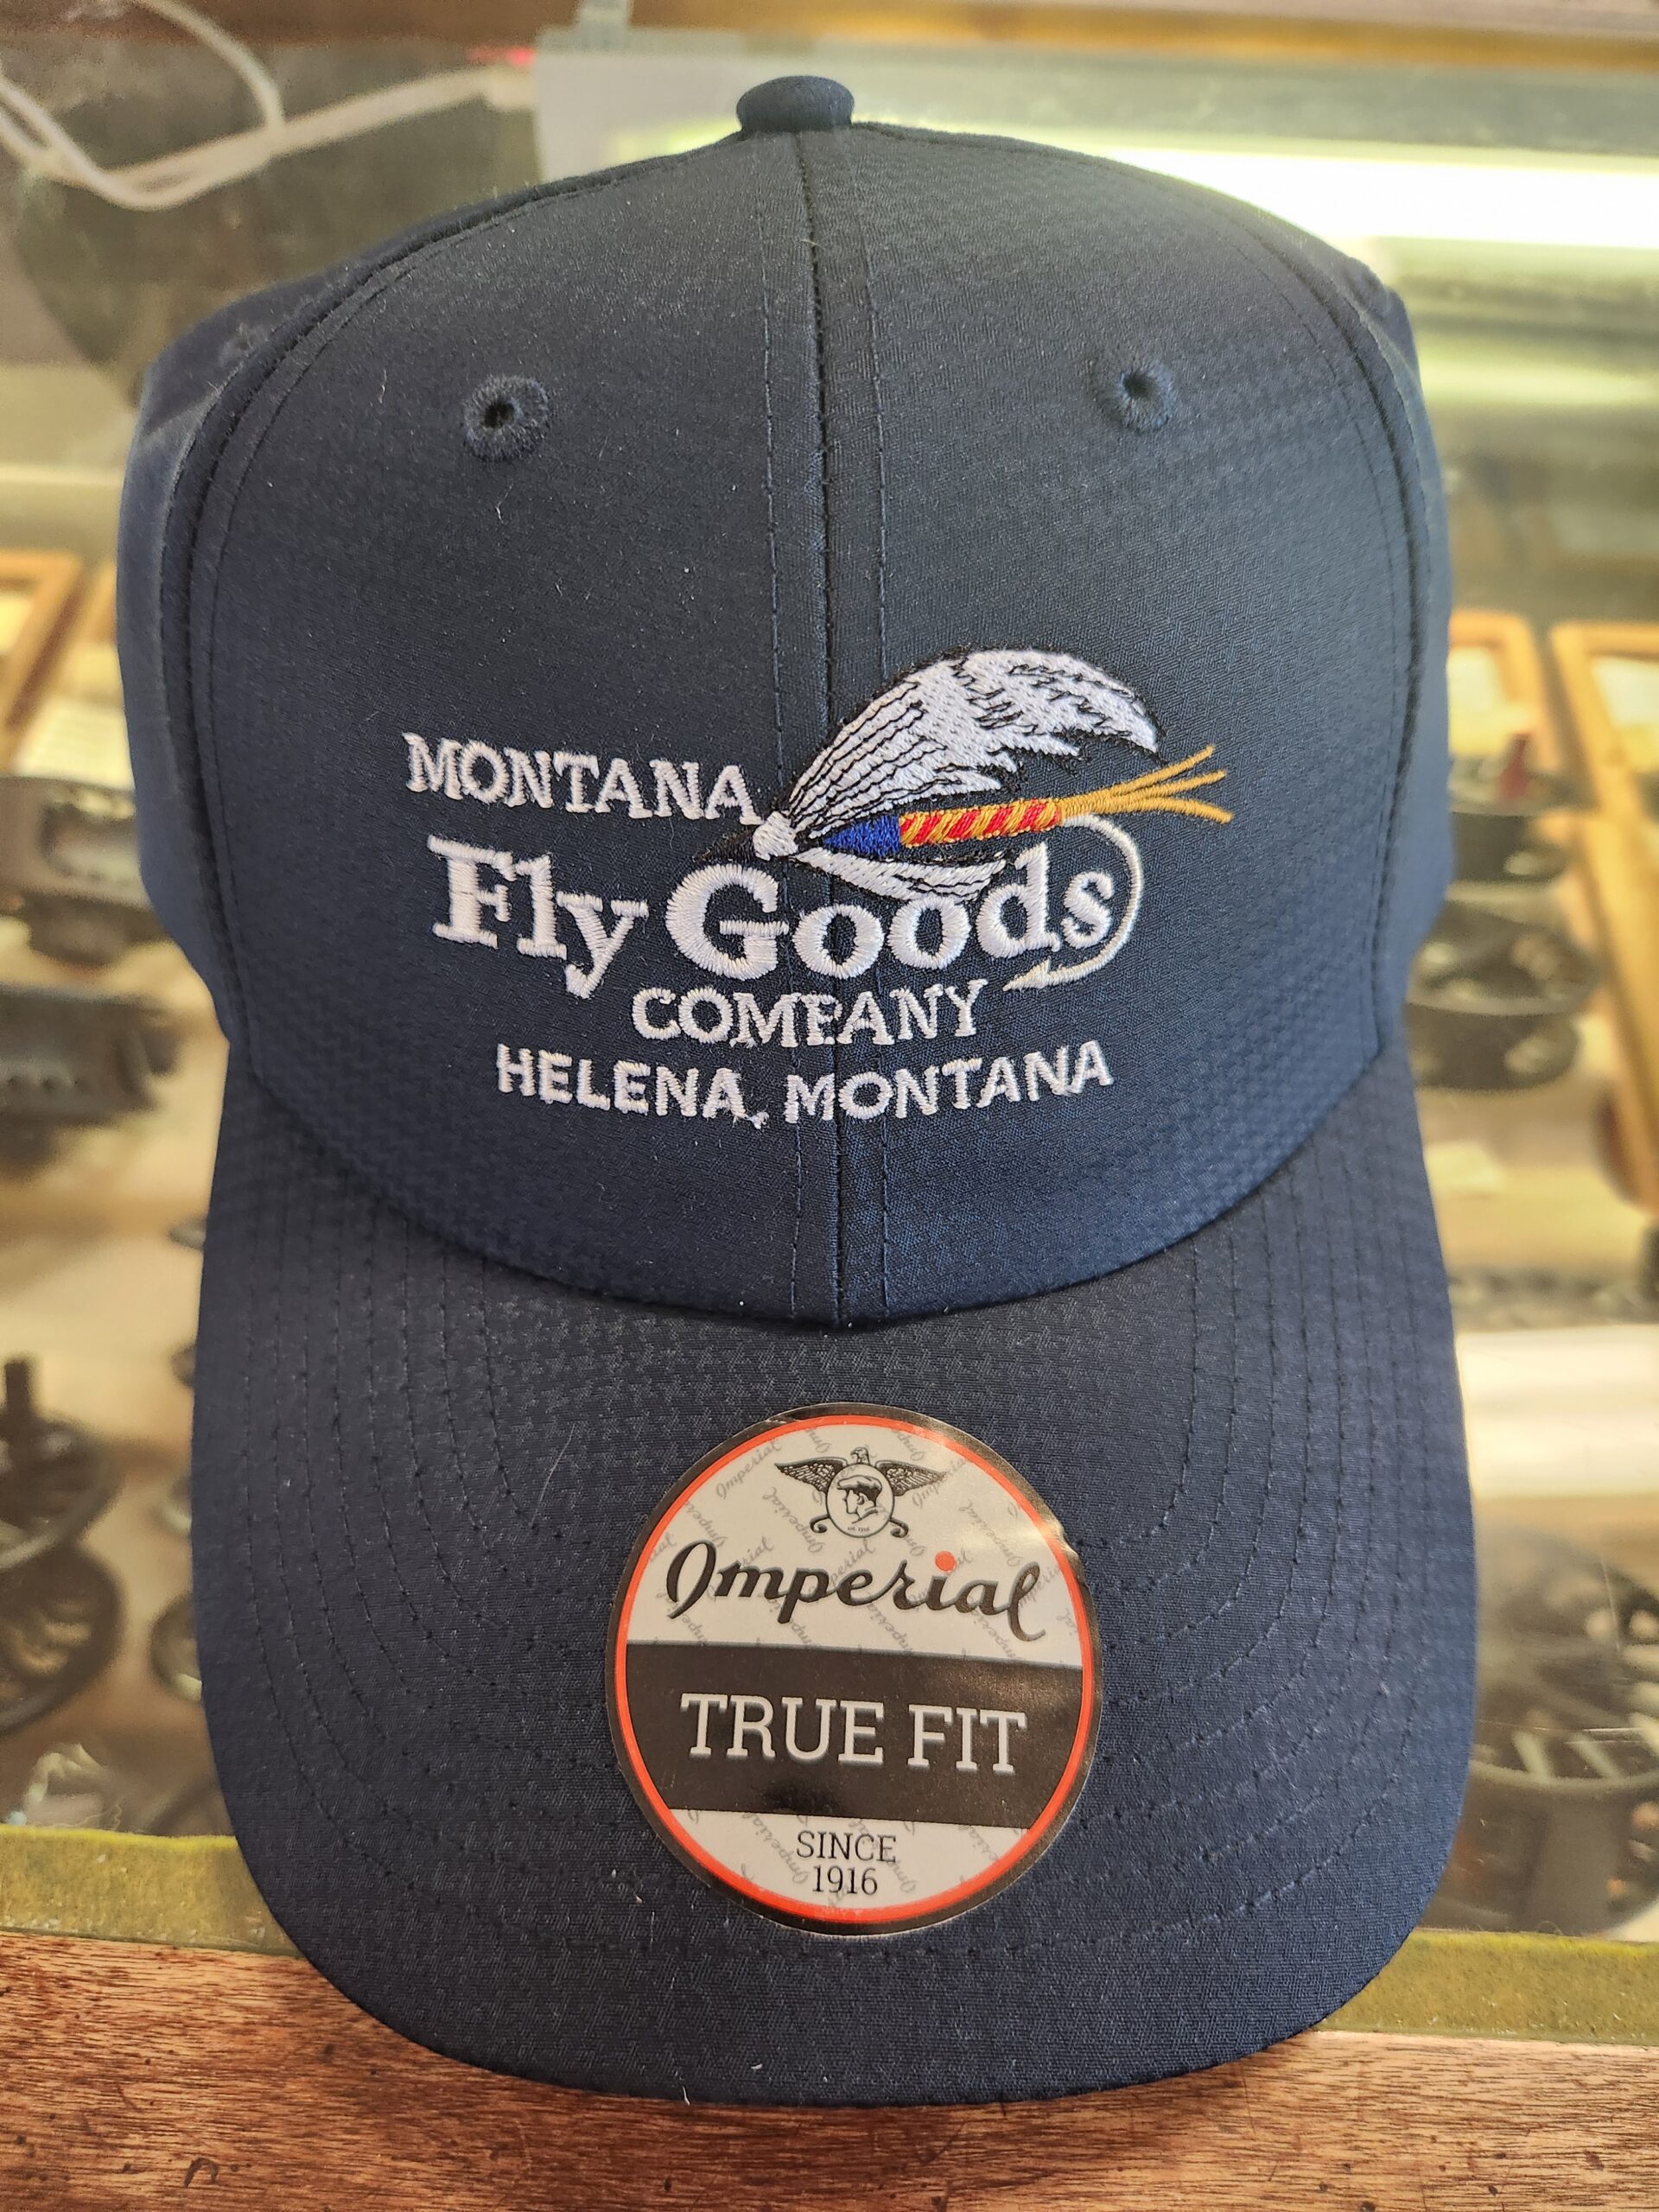 MONTANA
Fly Goods
COMPANY
HELENA, MONTANA
Imperial
TRUE FIT
SINCE
1916